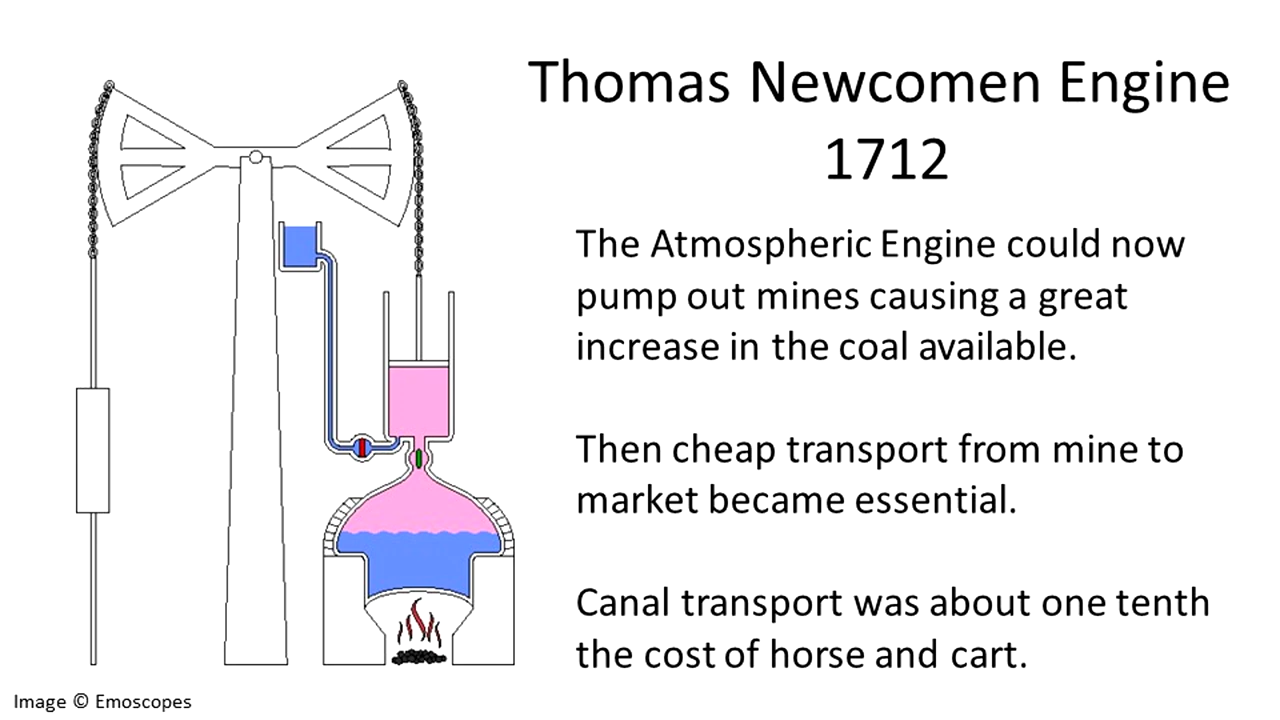 Thomas Newcomen Engine
1712
The Atmospheric Engine could now
pump out mines causing a great
increase in the coal available.
Then cheap transport from mine to
market became essential.
Canal transport was about one tenth
the cost of horse and cart.
Image © Emoscopes